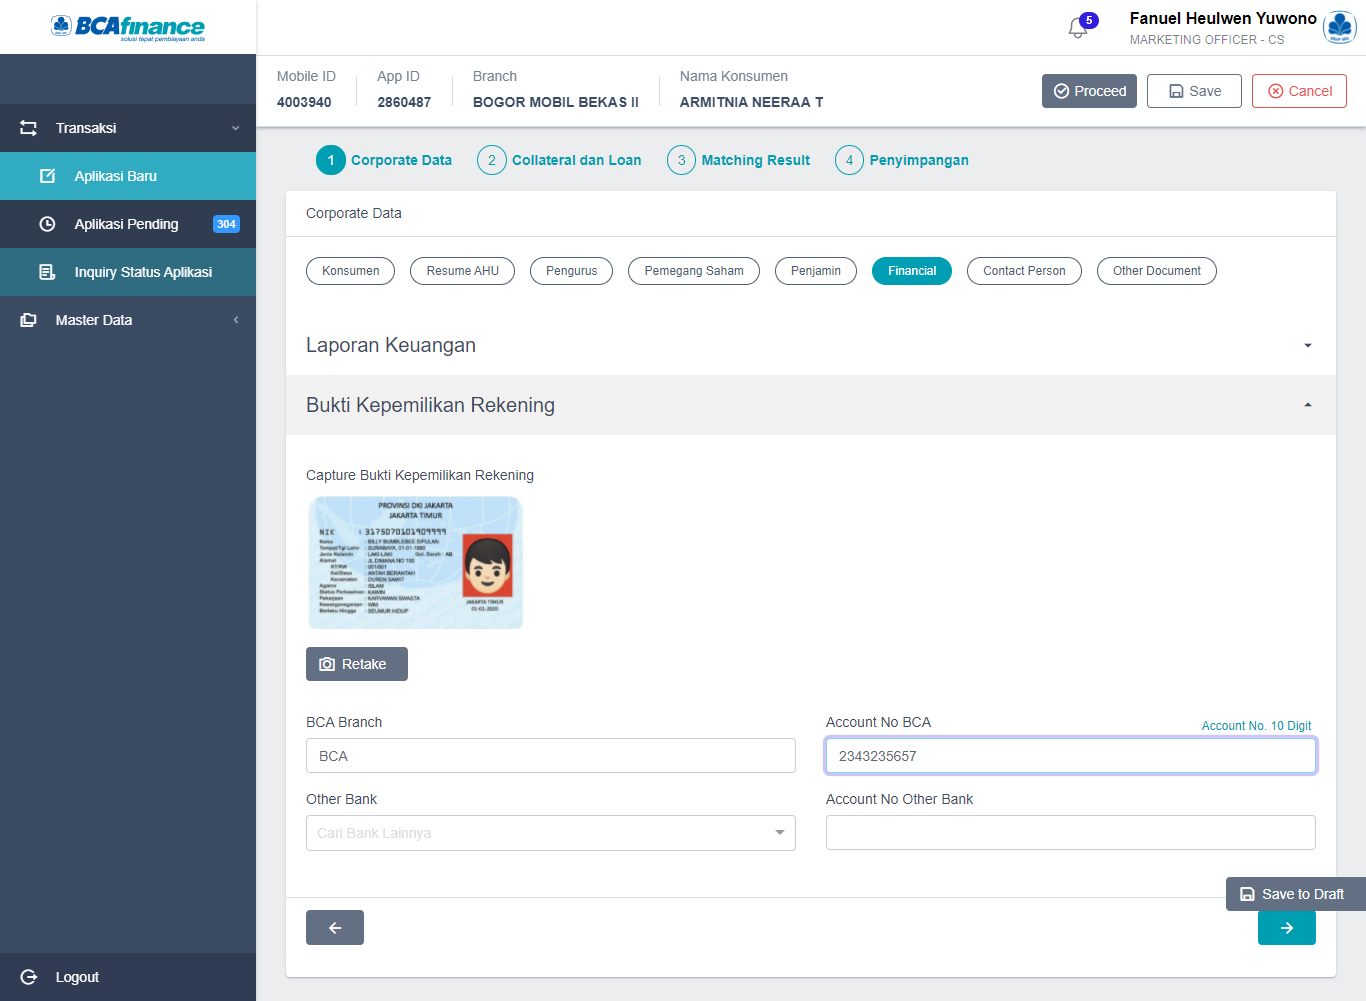 BCAfinance
solusi tepat pembiayaan anda
5
Fanuel Heulwen Yuwono
MARKETING OFFICER - CS
Mobile ID
4003940
App ID
2860487
Branch
BOGOR MOBIL BEKAS II
Nama Konsumen
ARMITNIA NEERAA T
Proceed
Save
Cancel
Transaksi
Aplikasi Baru
Aplikasi Pending 304
Inquiry Status Aplikasi
Master Data
Logout
1 Corporate Data
2 Collateral dan Loan
3 Matching Result
4 Penyimpangan
Corporate Data
Konsumen
Resume AHU
Pengurus
Pemegang Saham
Penjamin
Financial
Contact Person
Other Document
Laporan Keuangan
Bukti Kepemilikan Rekening
Capture Bukti Kepemilikan Rekening
PROVINSI DKI JAKARTA
JAKARTA TIMUR
NIK : 3175070101909999
Nama : BILLY BUMBLEBEE DIFULAN
Tempat/Tgl Lahir : SURABAYA, 01-01-1990
Jenis Kelamin : LAKI-LAKI Gol. Darah : AB
Alamat : JL DIMANA NO 100
RT/RW : 001/001
Kel/Desa : ANTAH BERANTAH
Kecamatan : DUREN SAWIT
Agama : ISLAM
Status Perkawinan : KAWIN
Pekerjaan : KARYAWAN SWASTA
Kewarganegaraan : WNI
Berlaku Hingga : SEUMUR HIDUP
JAKARTA TIMUR
01-01-2020
Retake
BCA Branch
BCA
Account No BCA
Account No. 10 Digit
2343235657
Other Bank
Cari Bank Lainnya
Account No Other Bank
Save to Draft